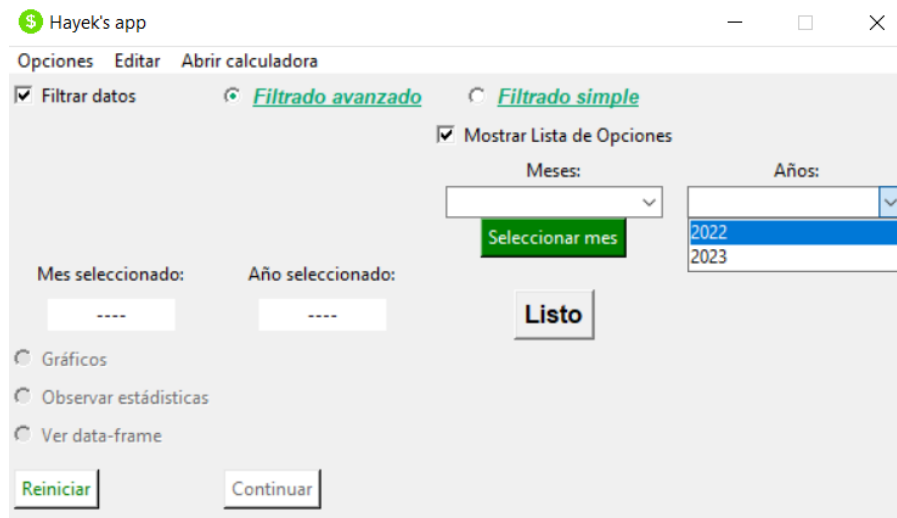 $ Hayek's app
Opciones Editar Abrir calculadora
Filtrar datos Filtrado avanzado Filtrado simple
Mostrar Lista de Opciones
Meses: Años:
Seleccionar mes 2022
2023
Mes seleccionado: Año seleccionado:
---- ---- Listo
Gráficos
Observar estádisticas
Ver data-frame
Reiniciar Continuar